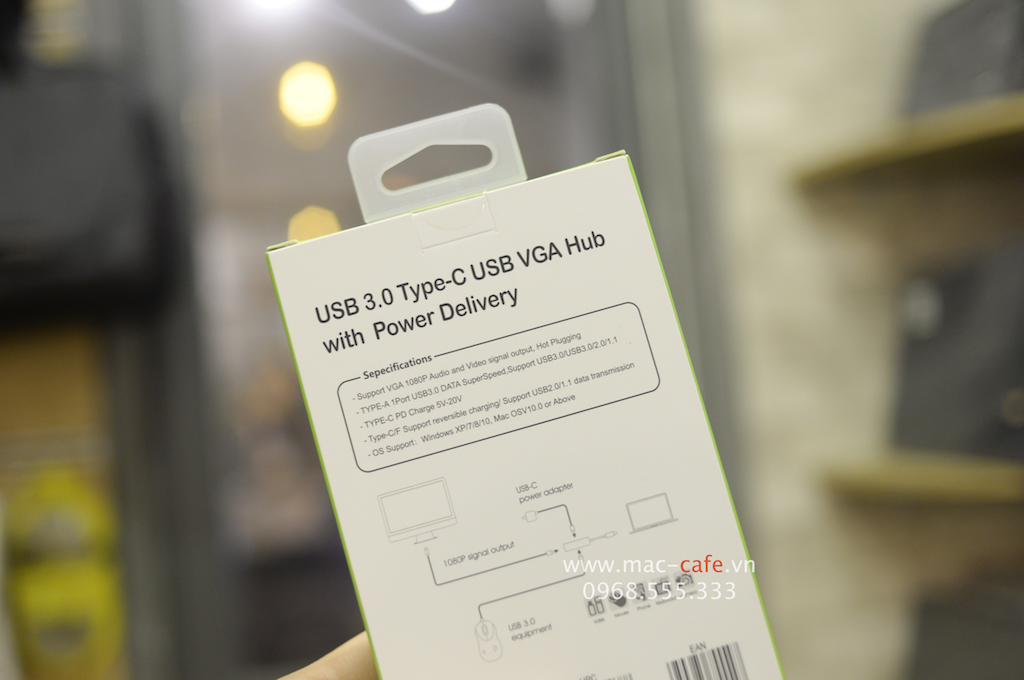 USB 3.0 Type-C USB VGA Hub
with Power Delivery
Sepecifications
- Support VGA 1080P Audio and Video signal output, Hot Plugging
- TYPE-A 1Port USB3.0 DATA SuperSpeed,Support USB3.0/USB3.0/2.0/1.1
- TYPE-C PD Charge 5V-20V
- Type-C/F Support reversible charging/ Support USB2.0/1.1 data transmission
- OS Support: Windows XP/7/8/10, Mac OSV10.0 or Above
USB-C
power adapter
1080P signal output
www.mac-cafe.vn
0968.555.333
USB 3.0
equipment
EAN